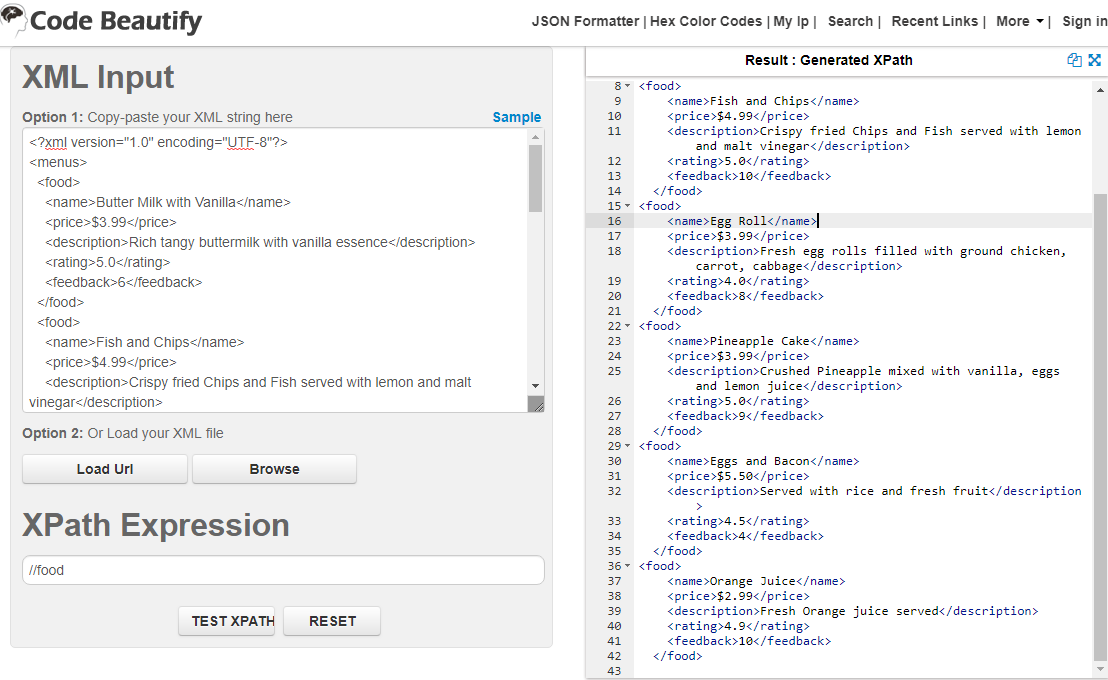 Code Beautify
JSON Formatter | Hex Color Codes | My Ip | Search | Recent Links | More | Sign in
XML Input
Option 1: Copy-paste your XML string here
Sample
<?xml version="1.0" encoding="UTF-8"?>
<menus>
<food>
<name>Butter Milk with Vanilla</name>
<price>$3.99</price>
<description>Rich tangy buttermilk with vanilla essence</description>
<rating>5.0</rating>
<feedback>6</feedback>
</food>
<food>
<name>Fish and Chips</name>
<price>$4.99</price>
<description>Crispy fried Chips and Fish served with lemon and malt
vinegar</description>
Option 2: Or Load your XML file
Load Url
Browse
XPath Expression
//food
TEST XPATH
RESET
Result : Generated XPath
8 <food>
9 <name>Fish and Chips</name>
10 <price>$4.99</price>
11 <description>Crispy fried Chips and Fish served with lemon
and malt vinegar</description>
12 <rating>5.0</rating>
13 <feedback>10</feedback>
14 </food>
15 <food>
16 <name>Egg Roll</name>
17 <price>$3.99</price>
18 <description>Fresh egg rolls filled with ground chicken,
carrot, cabbage</description>
19 <rating>4.0</rating>
20 <feedback>8</feedback>
21 </food>
22 <food>
23 <name>Pineapple Cake</name>
24 <price>$3.99</price>
25 <description>Crushed Pineapple mixed with vanilla, eggs
and lemon juice</description>
26 <rating>5.0</rating>
27 <feedback>9</feedback>
28 </food>
29 <food>
30 <name>Eggs and Bacon</name>
31 <price>$5.50</price>
32 <description>Served with rice and fresh fruit</description
>
33 <rating>4.5</rating>
34 <feedback>4</feedback>
35 </food>
36 <food>
37 <name>Orange Juice</name>
38 <price>$2.99</price>
39 <description>Fresh Orange juice served</description>
40 <rating>4.9</rating>
41 <feedback>10</feedback>
42 </food>
43